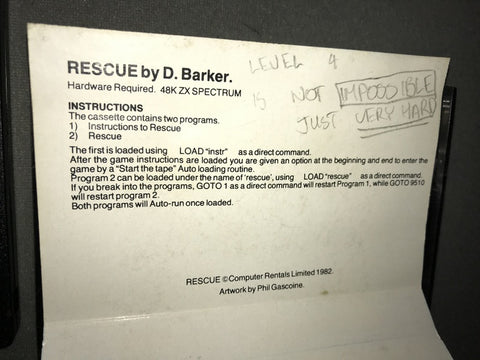 RESCUE by D. Barker.
Hardware Required. 48K ZX SPECTRUM
LEVEL 4
IS NOT IMPOSSIBLE
JUST VERY HARD
INSTRUCTIONS
The cassette contains two programs.
1) Instructions to Rescue
2) Rescue
The first is loaded using LOAD "instr" as a direct command.
After the game instructions are loaded you are given an option at the beginning and end to enter the
game by a "Start the tape" Auto loading routine.
Program 2 can be loaded under the name of 'rescue', using LOAD "rescue" as a direct command.
If you break into the programs, GOTO 1 as a direct command will restart Program 1, while GOTO 9510
will restart program 2.
Both programs will Auto-run once loaded.
RESCUE © Computer Rentals Limited 1982.
Artwork by Phil Gascoine.